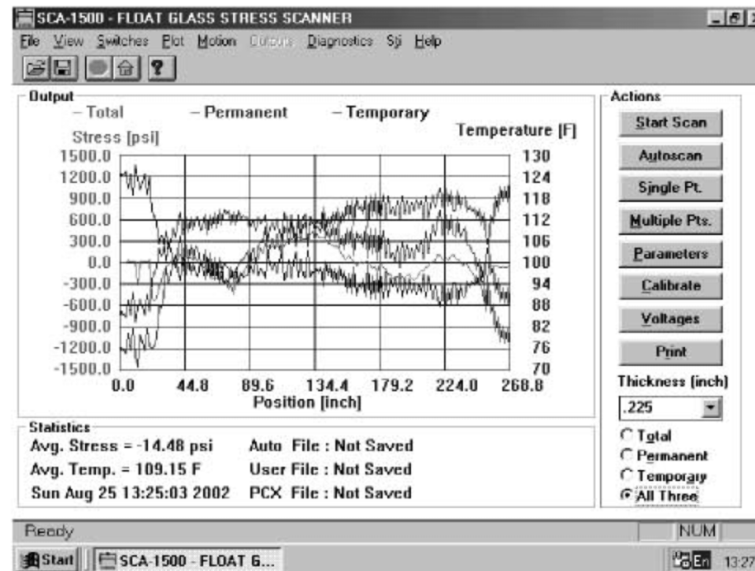 SCA-1500 - FLOAT GLASS STRESS SCANNER
File View Switches Plot Motion Colours Diagnostics Sti Help
Output
– Total – Permanent – Temporary
Stress [psi] Temperature [F]
1500.0 130
1200.0 124
900.0 118
600.0 112
300.0 106
0.0 100
-300.0 94
-600.0 88
-900.0 82
-1200.0 76
-1500.0 70
0.0 44.8 89.6 134.4 179.2 224.0 268.8
Position [inch]
Statistics
Avg. Stress = -14.48 psi Auto File : Not Saved
Avg. Temp. = 109.15 F User File : Not Saved
Sun Aug 25 13:25:03 2002 PCX File : Not Saved
Actions
Start Scan
Autoscan
Single Pt.
Multiple Pts.
Parameters
Calibrate
Voltages
Print
Thickness (inch)
.225
Total
Permanent
Temporary
All Three
Ready NUM
Start SCA-1500 - FLOAT G... En 13:27